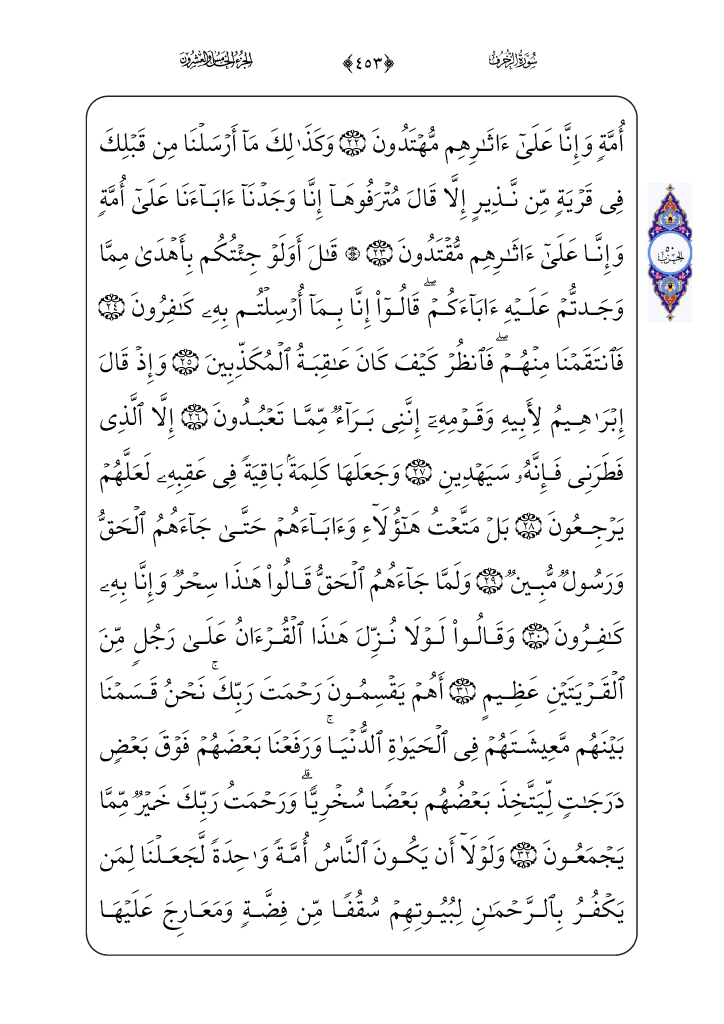 سُورَةُ الزُّخْرُفِ ﴿٤٥٣﴾ الجُزْءُ الخَامِسُ وَالعِشْرُونَ
أُمَّةٖ وَإِنَّا عَلَىٰٓ ءَاثَٰرِهِم مُّهۡتَدُونَ ٢٢ وَكَذَٰلِكَ مَآ أَرۡسَلۡنَا مِن قَبۡلِكَ
فِي قَرۡيَةٖ مِّن نَّذِيرٍ إِلَّا قَالَ مُتۡرَفُوهَآ إِنَّا وَجَدۡنَآ ءَابَآءَنَا عَلَىٰٓ أُمَّةٖ
وَإِنَّا عَلَىٰٓ ءَاثَٰرِهِم مُّقۡتَدُونَ ٢٣ ۞ قَٰلَ أَوَلَوۡ جِئۡتُكُم بِأَهۡدَىٰ مِمَّا
الحِزْب ٥٠
وَجَدتُّمۡ عَلَيۡهِ ءَابَآءَكُمۡۖ قَالُوٓاْ إِنَّا بِمَآ أُرۡسِلۡتُم بِهِۦ كَٰفِرُونَ ٢٤
فَٱنتَقَمۡنَا مِنۡهُمۡۖ فَٱنظُرۡ كَيۡفَ كَانَ عَٰقِبَةُ ٱلۡمُكَذِّبِينَ ٢٥ وَإِذۡ قَالَ
إِبۡرَٰهِيمُ لِأَبِيهِ وَقَوۡمِهِۦٓ إِنَّنِي بَرَآءٞ مِّمَّا تَعۡبُدُونَ ٢٦ إِلَّا ٱلَّذِي
فَطَرَنِي فَإِنَّهُۥ سَيَهۡدِينِ ٢٧ وَجَعَلَهَا كَلِمَةَۢ بَاقِيَةٗ فِي عَقِبِهِۦ لَعَلَّهُمۡ
يَرۡجِعُونَ ٢٨ بَلۡ مَتَّعۡتُ هَٰٓؤُلَآءِ وَءَابَآءَهُمۡ حَتَّىٰ جَآءَهُمُ ٱلۡحَقُّ
وَرَسُولٞ مُّبِينٞ ٢٩ وَلَمَّا جَآءَهُمُ ٱلۡحَقُّ قَالُواْ هَٰذَا سِحۡرٞ وَإِنَّا بِهِۦ
كَٰفِرُونَ ٣٠ وَقَالُواْ لَوۡلَا نُزِّلَ هَٰذَا ٱلۡقُرۡءَانُ عَلَىٰ رَجُلٖ مِّنَ
ٱلۡقَرۡيَتَيۡنِ عَظِيمٍ ٣١ أَهُمۡ يَقۡسِمُونَ رَحۡمَتَ رَبِّكَۚ نَحۡنُ قَسَمۡنَا
بَيۡنَهُم مَّعِيشَتَهُمۡ فِي ٱلۡحَيَوٰةِ ٱلدُّنۡيَاۚ وَرَفَعۡنَا بَعۡضَهُمۡ فَوۡقَ بَعۡضٖ
دَرَجَٰتٖ لِّيَتَّخِذَ بَعۡضُهُم بَعۡضٗا سُخۡرِيّٗاۗ وَرَحۡمَتُ رَبِّكَ خَيۡرٞ مِّمَّا
يَجۡمَعُونَ ٣٢ وَلَوۡلَآ أَن يَكُونَ ٱلنَّاسُ أُمَّةٗ وَٰحِدَةٗ لَّجَعَلۡنَا لِمَن
يَكۡفُرُ بِٱلرَّحۡمَٰنِ لِبُيُوتِهِمۡ سُقُفٗا مِّن فِضَّةٖ وَمَعَارِجَ عَلَيۡهَا